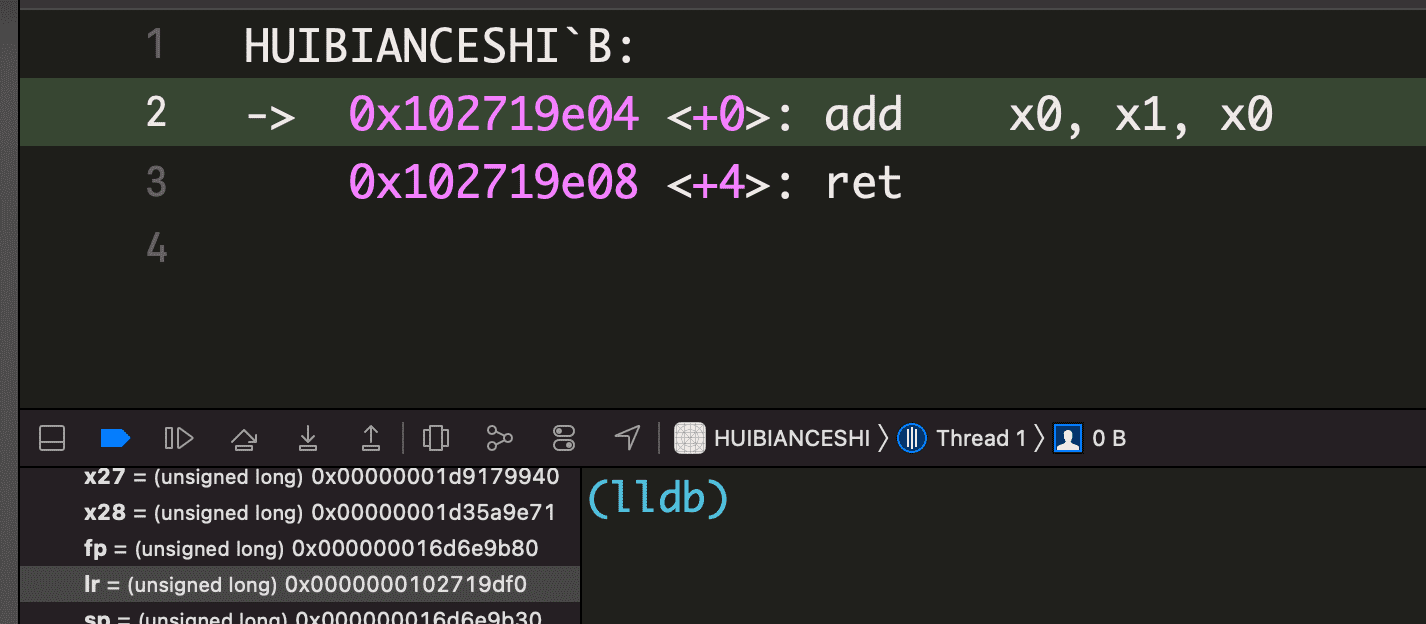 1 HUIBIANCESHI`B:
2 -> 0x102719e04 <+0>: add x0, x1, x0
3 0x102719e08 <+4>: ret
4
HUIBIANCESHI 〉 Thread 1 〉 0 B
x27 = (unsigned long) 0x00000001d9179940
x28 = (unsigned long) 0x00000001d35a9e71
fp = (unsigned long) 0x000000016d6e9b80
lr = (unsigned long) 0x0000000102719df0
sp = (unsigned long) 0x000000016d6e9b30
(lldb)